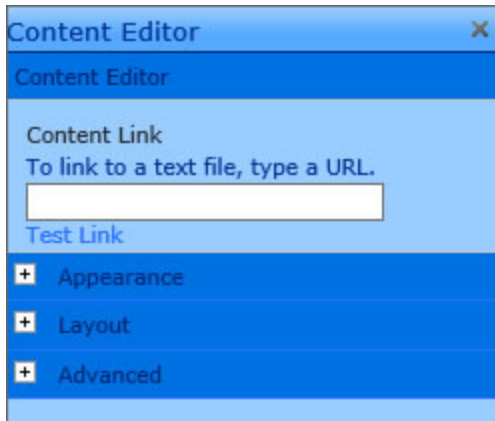 Content Editor
Content Editor
Content Link
To link to a text file, type a URL.
Test Link
Appearance
Layout
Advanced